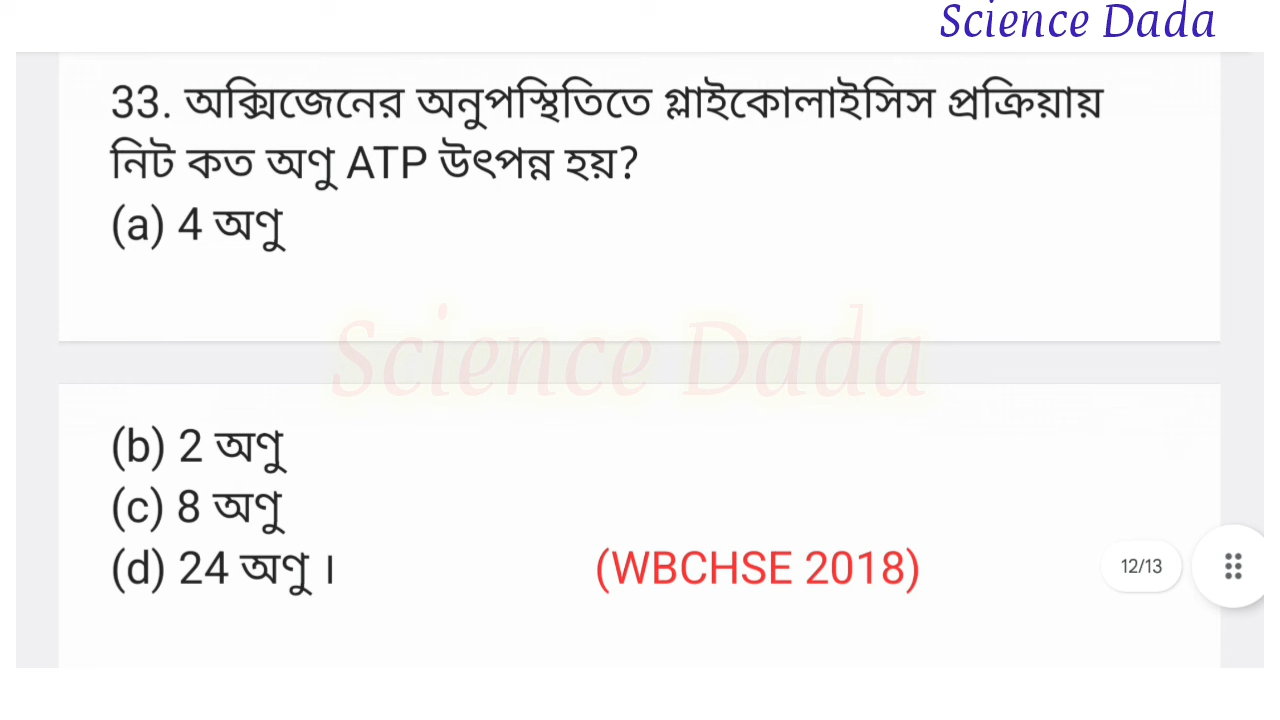 Science Dada
33. অক্সিজেনের অনুপস্থিতিতে গ্লাইকোলাইসিস প্রক্রিয়ায়
নিট কত অণু ATP উৎপন্ন হয়?
(a) 4 অণু
Science Dada
(b) 2 অণু
(c) 8 অণু
(d) 24 অণু।
(WBCHSE 2018)
12/13